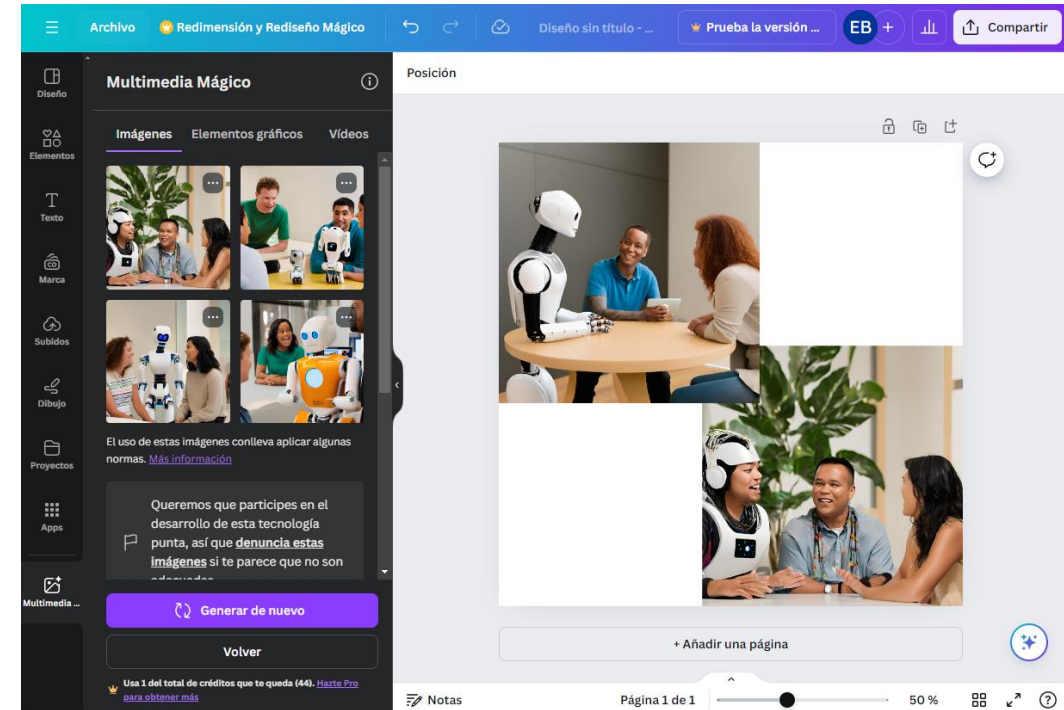 Archivo
Redimensión y Rediseño Mágico
Diseño sin título - ...
Prueba la versión ...
EB
+
Compartir
Diseño
Elementos
Texto
Marca
Subidos
Dibujo
Proyectos
Apps
Multimedia ...
Multimedia Mágico
Imágenes
Elementos gráficos
Vídeos
El uso de estas imágenes conlleva aplicar algunas
normas. Más información
Queremos que participes en el
desarrollo de esta tecnología
punta, así que denuncia estas
imágenes si te parece que no son
Generar de nuevo
Volver
Usa 1 del total de créditos que te queda (44). Hazte Pro
para obtener más
Posición
+ Añadir una página
Notas
Página 1 de 1
50 %